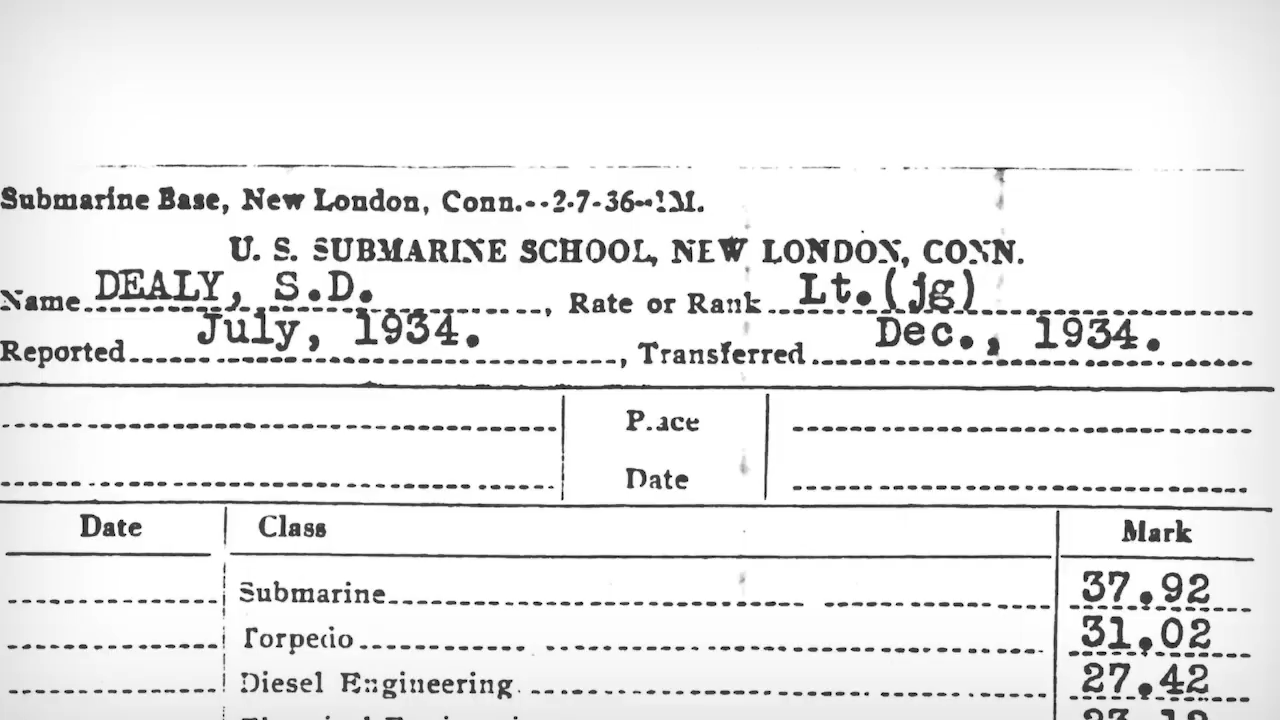 Submarine Base, New London, Conn.--2-7-36--1M.
U. S. SUBMARINE SCHOOL, NEW LONDON, CONN.
Name DEALY, S.D. , Rate or Rank Lt.(jg)
Reported July, 1934. , Transferred Dec., 1934.
Place
Date
Date Class Mark
Submarine 37.92
Torpedo 31.02
Diesel Engineering 27.42